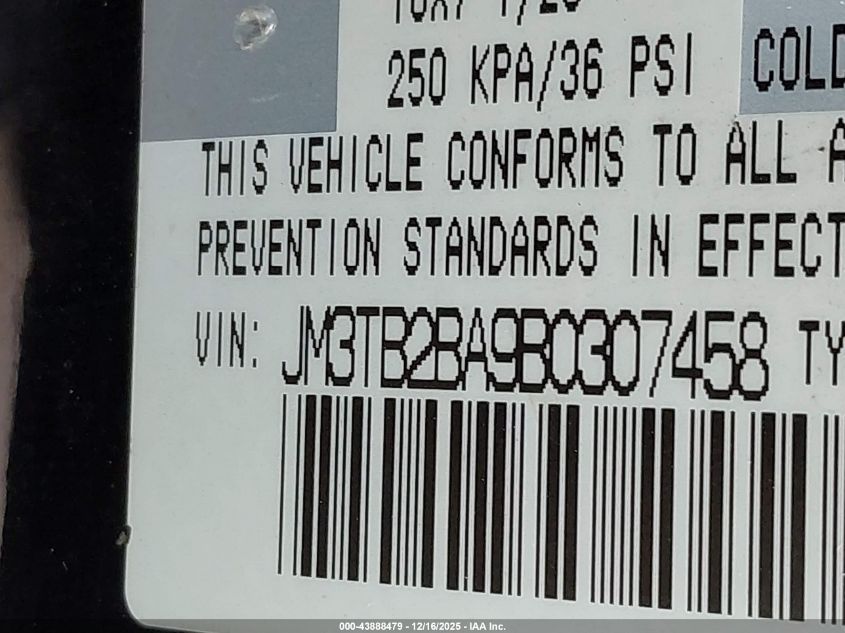 250 KPA/36 PSI COLD
THIS VEHICLE CONFORMS TO ALL A
PREVENTION STANDARDS IN EFFECT
VIN: JM3TB2BA9B0307458 TY
000-43888479 - 12/16/2025 - IAA Inc.